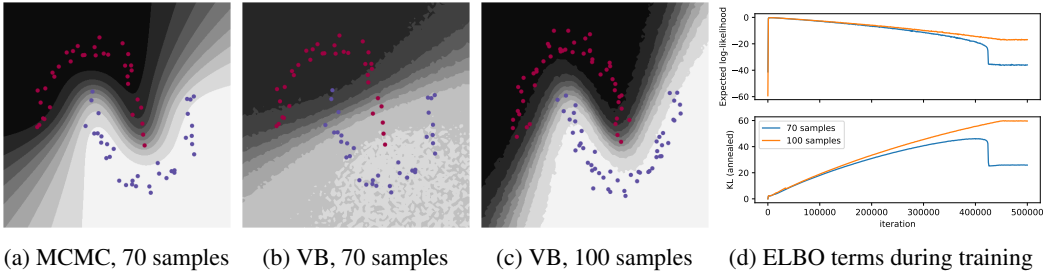 Expected log-likelihood
0
−20
−40
−60
KL (annealed)
60
40
20
0
70 samples
100 samples
0 100000 200000 300000 400000 500000
iteration
(a) MCMC, 70 samples (b) VB, 70 samples (c) VB, 100 samples (d) ELBO terms during training